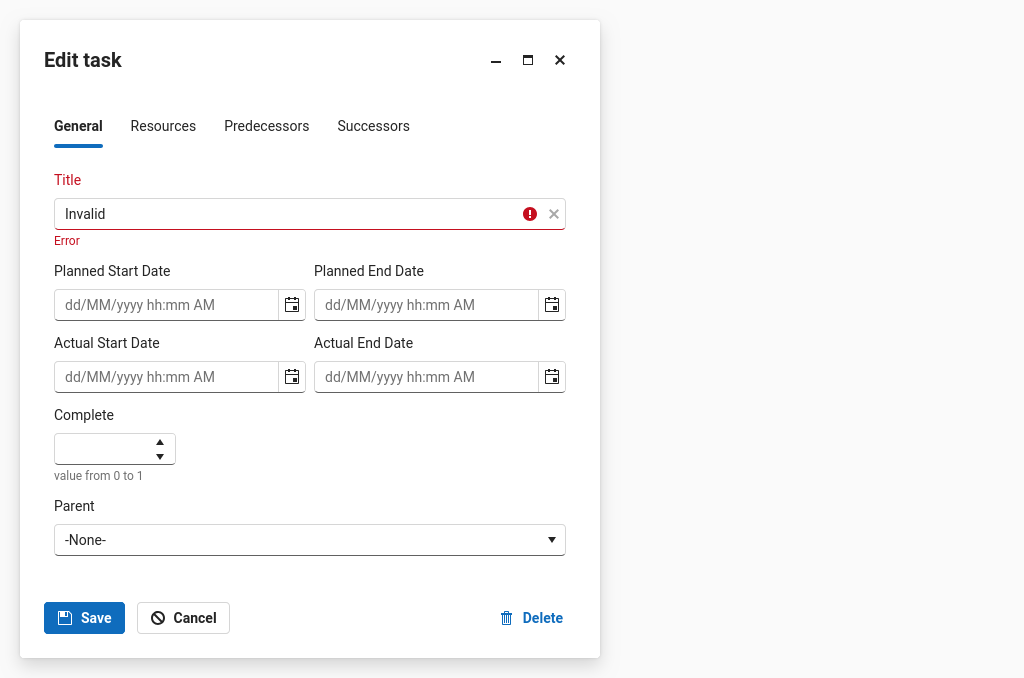 Edit task
General Resources Predecessors Successors
Title
Invalid
Error
Planned Start Date Planned End Date
dd/MM/yyyy hh:mm AM dd/MM/yyyy hh:mm AM
Actual Start Date Actual End Date
dd/MM/yyyy hh:mm AM dd/MM/yyyy hh:mm AM
Complete
value from 0 to 1
Parent
-None-
Save Cancel Delete